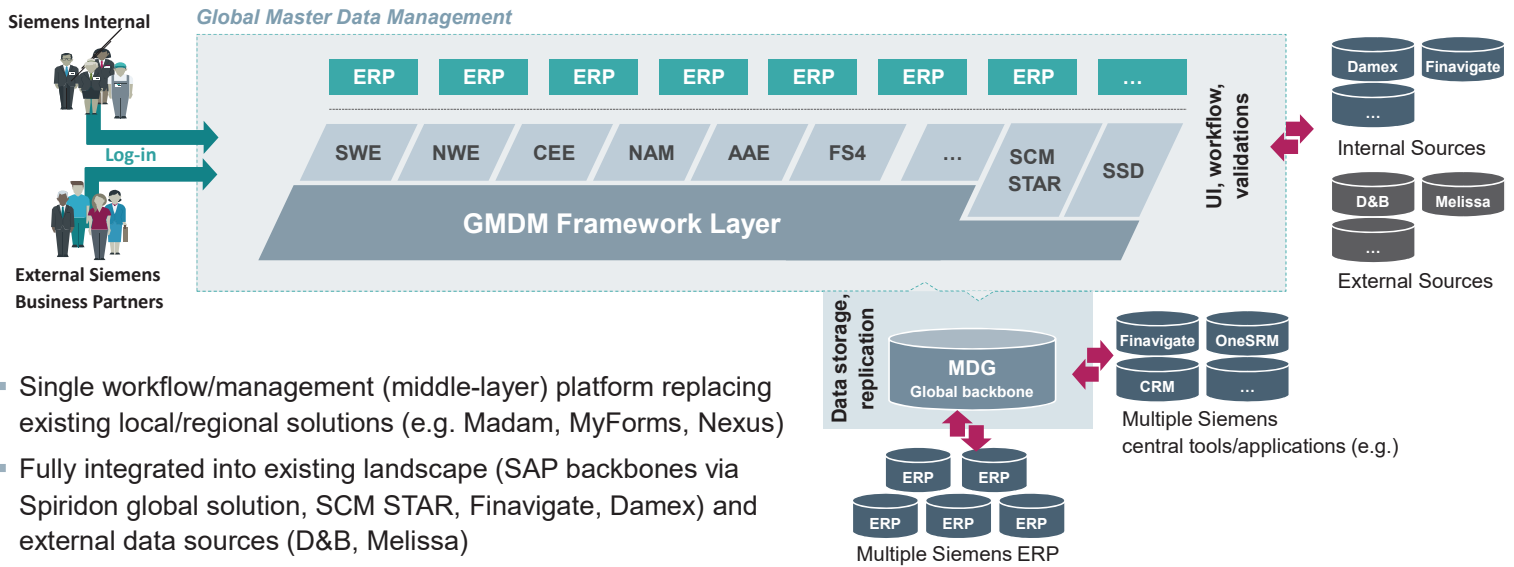 Siemens Internal
Global Master Data Management
Log-in
External Siemens
Business Partners
ERP ERP ERP ERP ERP ERP ERP …
SWE NWE CEE NAM AAE FS4 … SCM STAR SSD
GMDM Framework Layer
UI, workflow,
validations
Damex Finavigate
…
Internal Sources
D&B Melissa
…
External Sources
Data storage,
replication
MDG
Global backbone
Finavigate OneSRM
CRM …
Multiple Siemens
central tools/applications (e.g.)
ERP ERP
ERP ERP ERP
Multiple Siemens ERP
▪ Single workflow/management (middle-layer) platform replacing
existing local/regional solutions (e.g. Madam, MyForms, Nexus)
▪ Fully integrated into existing landscape (SAP backbones via
Spiridon global solution, SCM STAR, Finavigate, Damex) and
external data sources (D&B, Melissa)